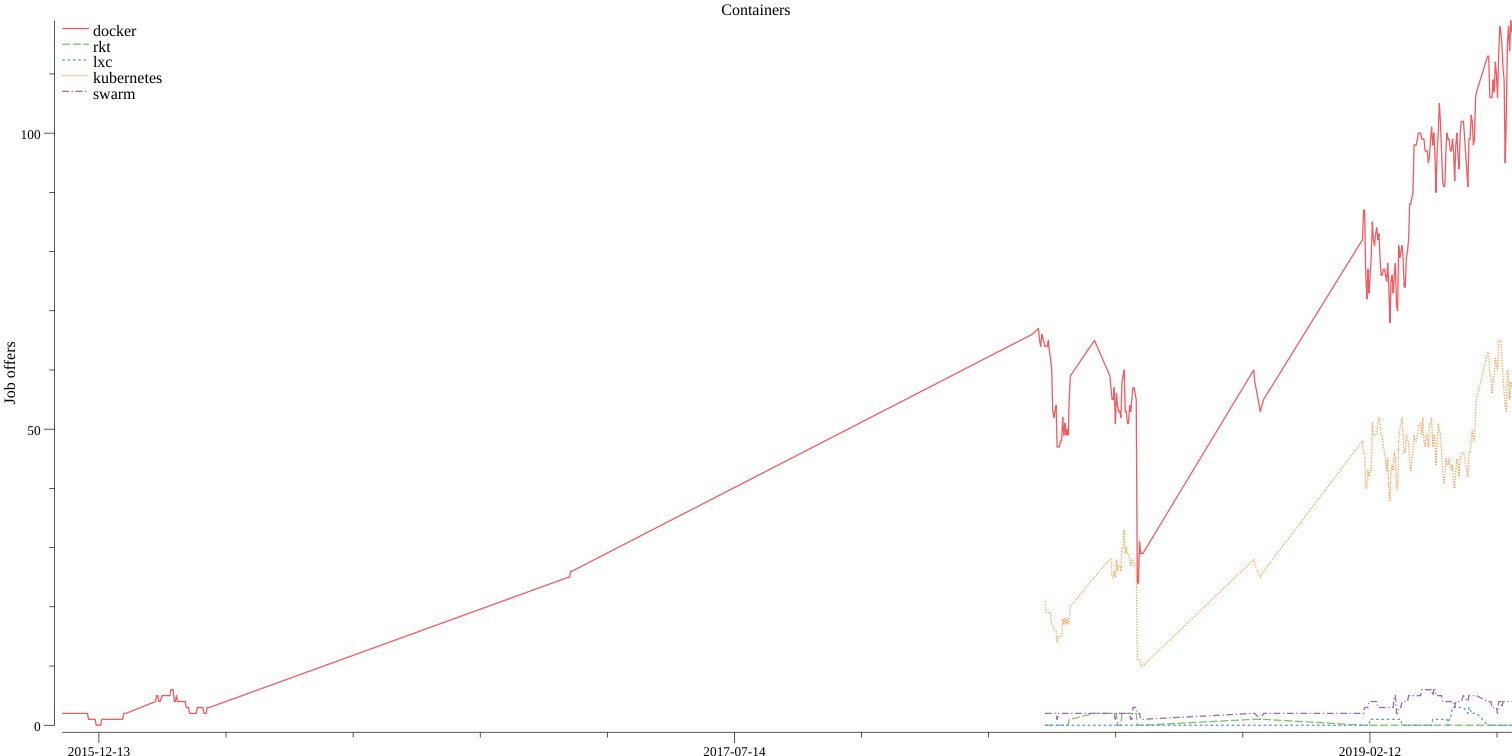 Containers
docker
rkt
lxc
kubernetes
swarm
Job offers
100
50
0
2015-12-13
2017-07-14
2019-02-12